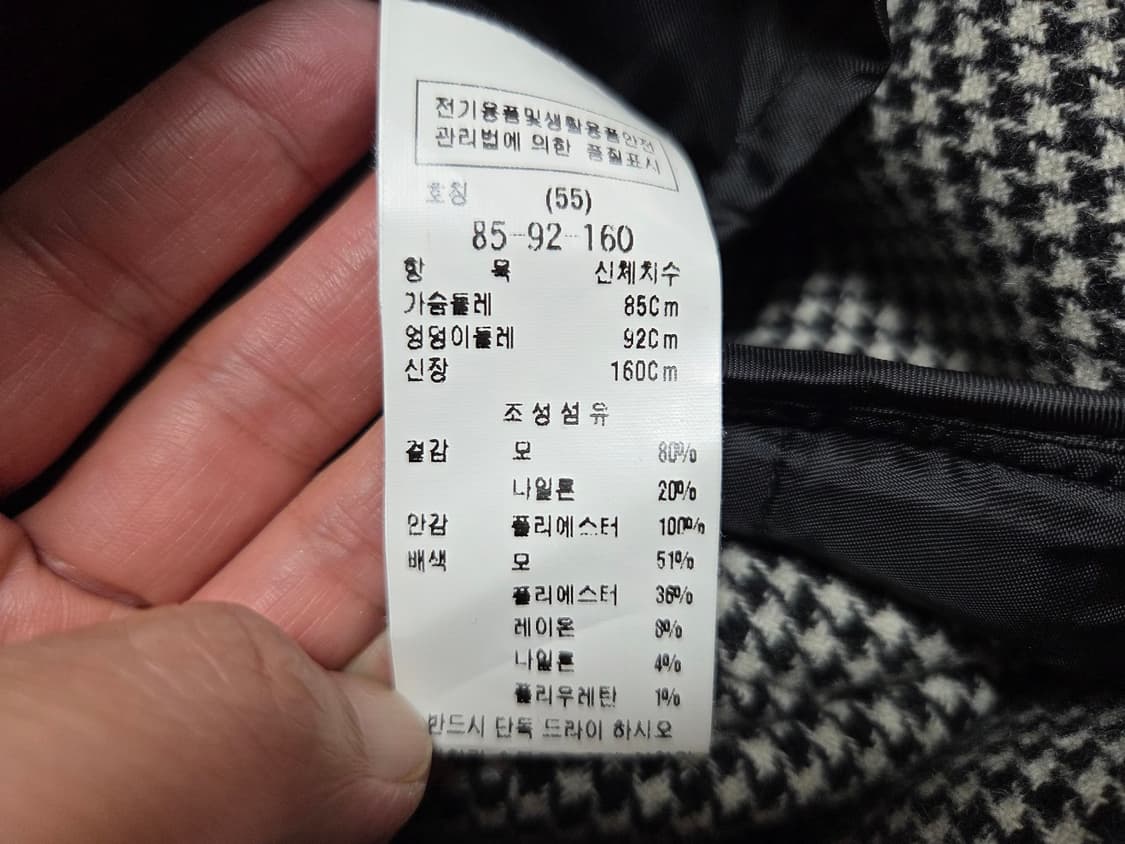 전기용품및생활용품안전
관리법에 의한 품질표시
호칭 (55)
85-92-160
항 목 신체치수
가슴둘레 85Cm
엉덩이둘레 92Cm
신장 160Cm
조성섬유
겉감 모 80%
나일론 20%
안감 폴리에스터 100%
배색 모 51%
폴리에스터 36%
레이온 8%
나일론 4%
폴리우레탄 1%
반드시 단독 드라이 하시오